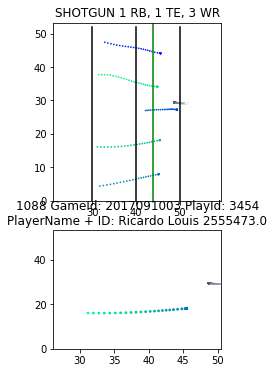 SHOTGUN 1 RB, 1 TE, 3 WR
50
40
30
20
10
0
30 40 50
1088 GameId: 2017091003 PlayId: 3454
PlayerName + ID: Ricardo Louis 2555473.0
40
20
0
30 35 40 45 50